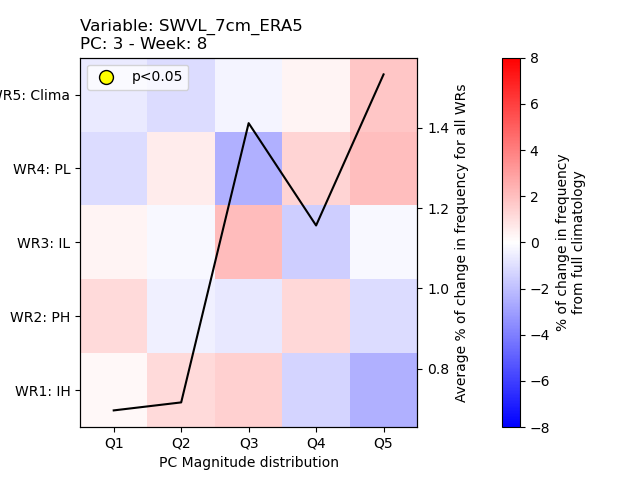 Variable: SWVL_7cm_ERA5
PC: 3 - Week: 8
p<0.05
WR5: Clima
WR4: PL
WR3: IL
WR2: PH
WR1: IH
Q1 Q2 Q3 Q4 Q5
PC Magnitude distribution
1.4
1.2
1.0
0.8
Average % of change in frequency for all WRs
8
6
4
2
0
−2
−4
−6
−8
% of change in frequency
from full climatology